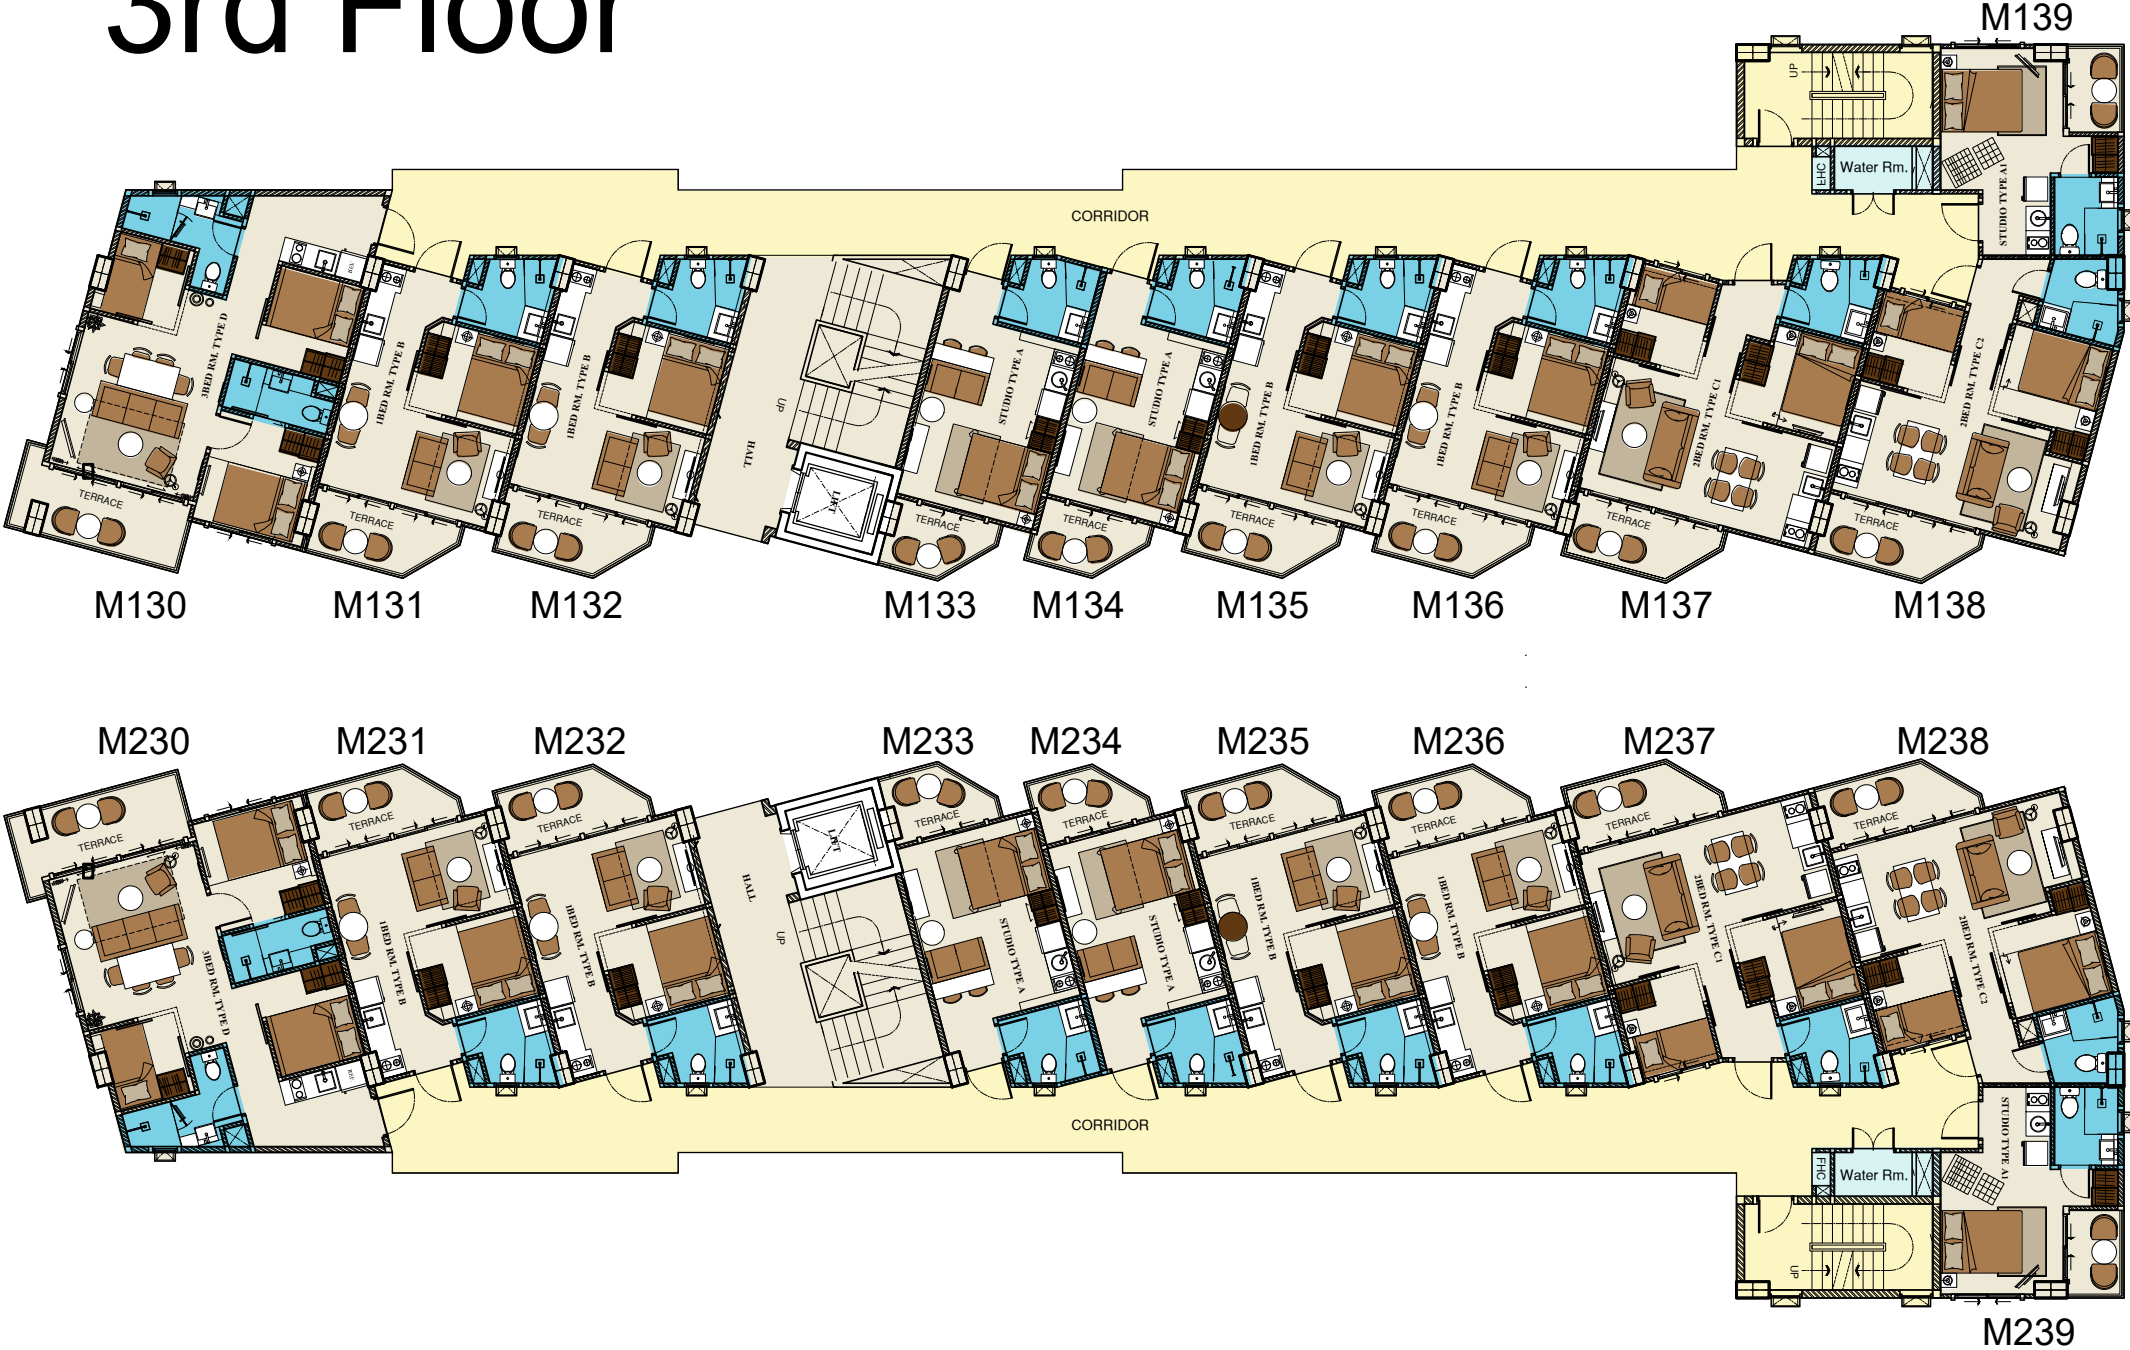 3rd Floor
M139
UP
FHC
Water Rm.
STUDIO TYPE A1
CORRIDOR
3BED RM. TYPE D
1BED RM. TYPE B
1BED RM. TYPE B
HALL
UP
LIFT
STUDIO TYPE A
STUDIO TYPE A
1BED RM. TYPE B
1BED RM. TYPE B
2BED RM. TYPE C1
2BED RM. TYPE C2
TERRACE
TERRACE
TERRACE
TERRACE
TERRACE
TERRACE
TERRACE
TERRACE
TERRACE
M130
M131
M132
M133
M134
M135
M136
M137
M138
M230
M231
M232
M233
M234
M235
M236
M237
M238
TERRACE
TERRACE
TERRACE
TERRACE
TERRACE
TERRACE
TERRACE
TERRACE
TERRACE
3BED RM. TYPE D
1BED RM. TYPE B
1BED RM. TYPE B
HALL
UP
LIFT
STUDIO TYPE A
STUDIO TYPE A
1BED RM. TYPE B
1BED RM. TYPE B
2BED RM. TYPE C1
2BED RM. TYPE C2
REF
CORRIDOR
STUDIO TYPE A1
FHC
Water Rm.
UP
M239